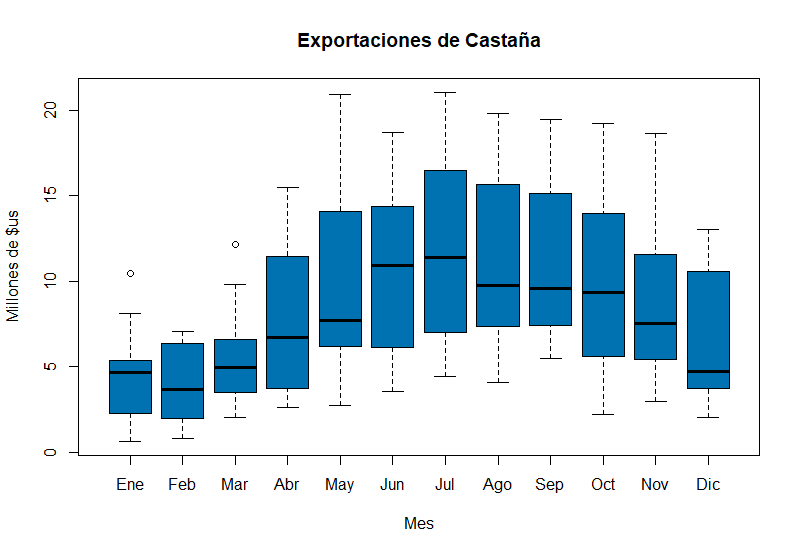 Exportaciones de Castaña
Millones de $us
20
15
10
5
0
Ene Feb Mar Abr May Jun Jul Ago Sep Oct Nov Dic
Mes